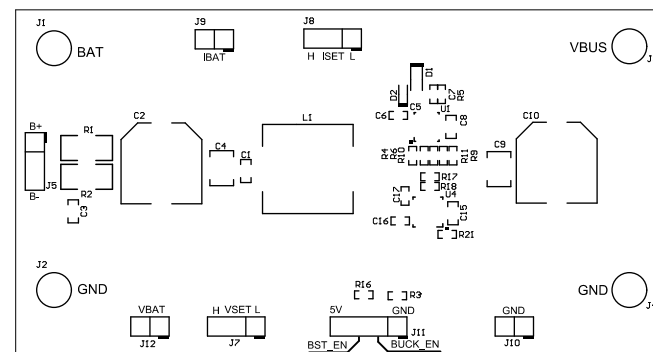 J1
J9
J8
BAT
IBAT
H ISET L
VBUS
J
D1
D2
C7
R5
C5
U1
C6
C8
C2
L1
C10
B+
R1
C4
C1
R4
R6
R10
R11
R9
C9
J5
R2
R17
R18
B-
C3
C17
U4
C16
C15
R21
J2
GND
R16
R3
GND
J
VBAT
H VSET L
5V
GND
GND
J12
J7
J11
J10
BST_EN
BUCK_EN